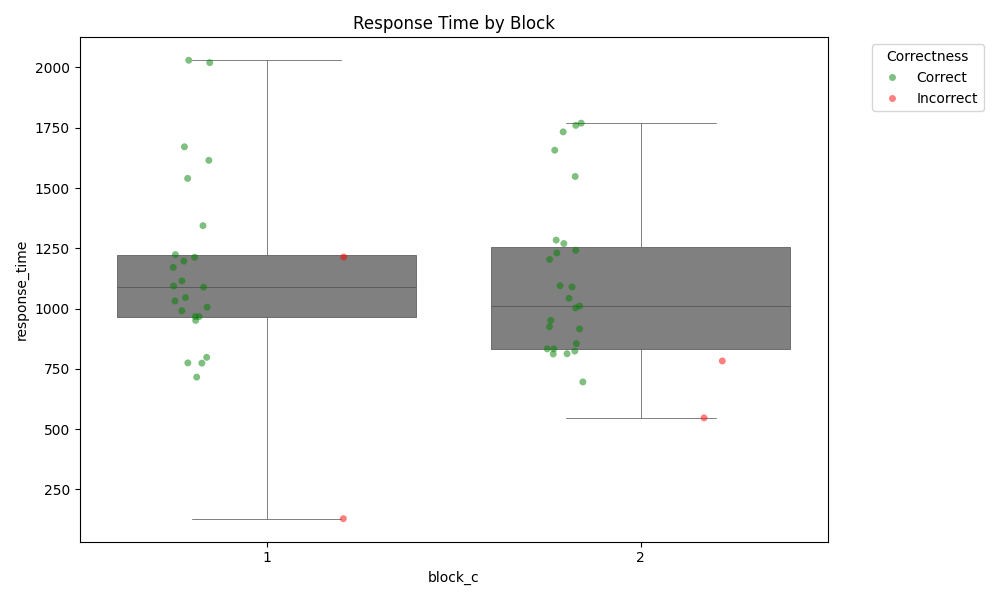 Response Time by Block
Correctness
Correct
Incorrect
response_time
2000
1750
1500
1250
1000
750
500
250
1
2
block_c